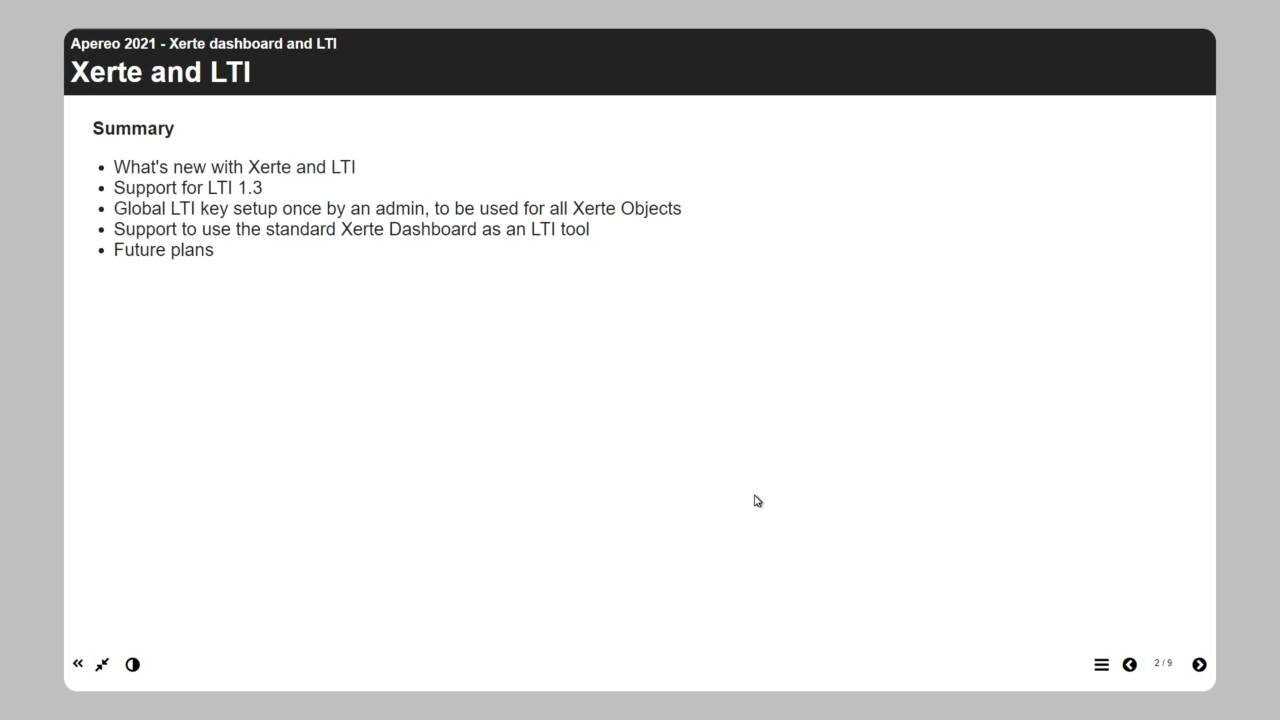 Apereo 2021 - Xerte dashboard and LTI
Xerte and LTI
Summary
• What's new with Xerte and LTI
• Support for LTI 1.3
• Global LTI key setup once by an admin, to be used for all Xerte Objects
• Support to use the standard Xerte Dashboard as an LTI tool
• Future plans
2 / 9